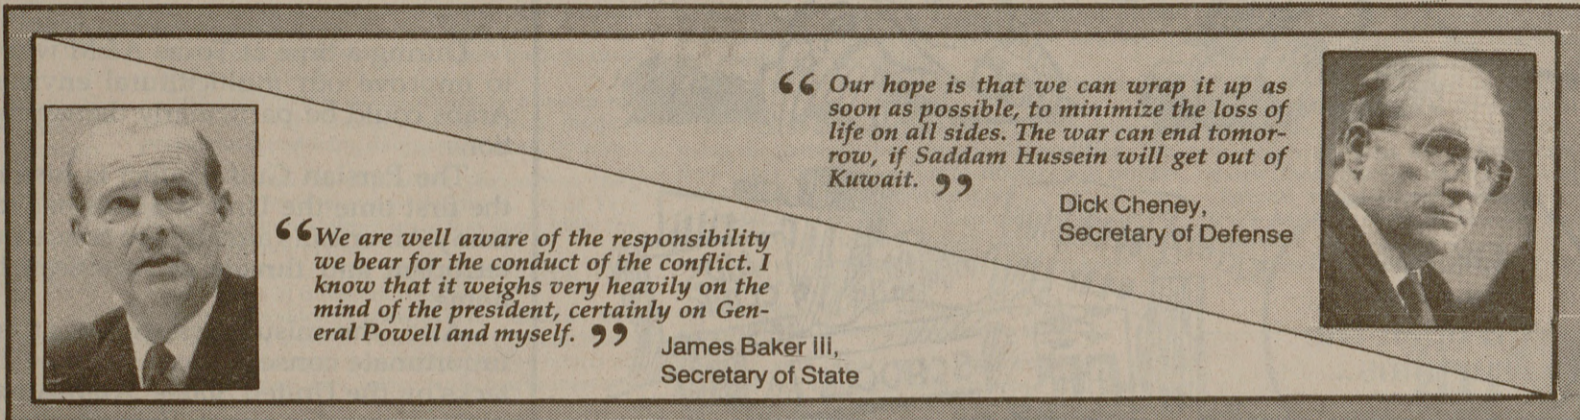 “Our hope is that we can wrap it up as
soon as possible, to minimize the loss of
life on all sides. The war can end tomor-
row, if Saddam Hussein will get out of
Kuwait.”
Dick Cheney,
Secretary of Defense
“We are well aware of the responsibility
we bear for the conduct of the conflict. I
know that it weighs very heavily on the
mind of the president, certainly on Gen-
eral Powell and myself.”
James Baker III,
Secretary of State